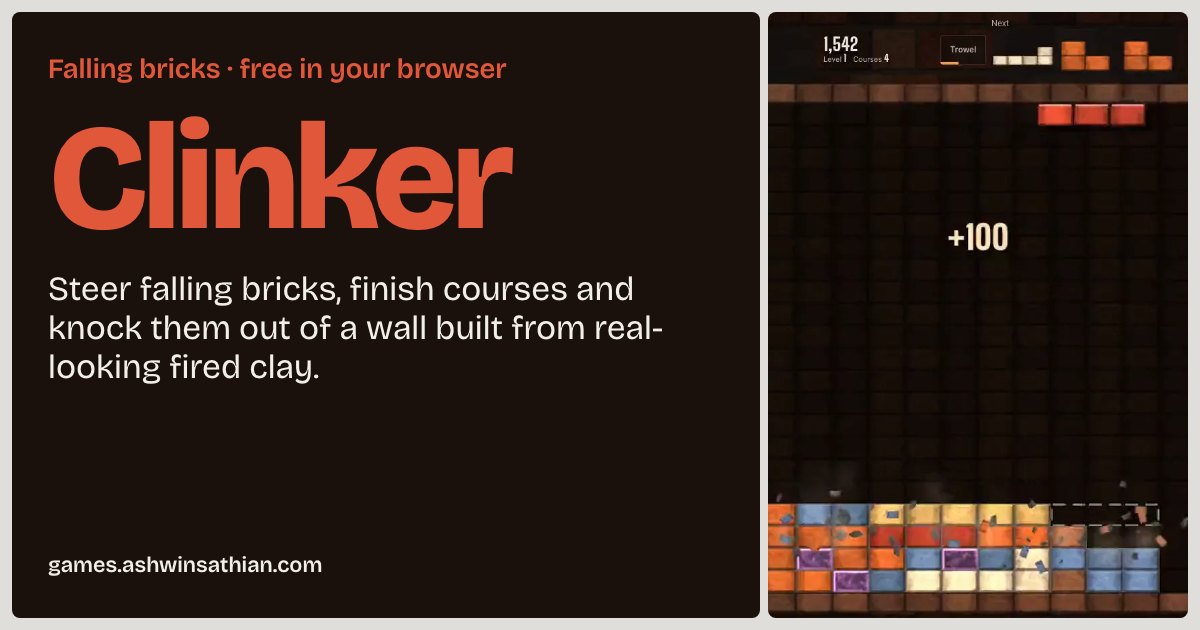 Falling bricks · free in your browser
Clinker
Steer falling bricks, finish courses and
knock them out of a wall built from real-
looking fired clay.
games.ashwinsathian.com
Next
1,542
Level 1 Courses 4
Trowel
+100